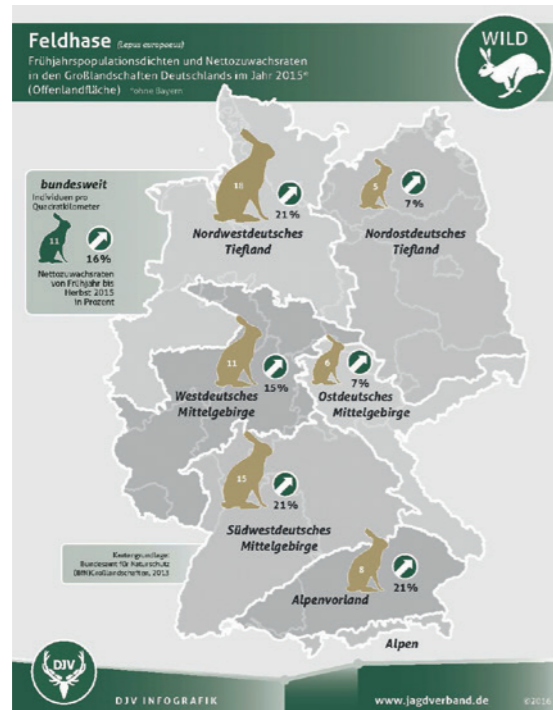 Feldhase (Lepus europaeus)
Frühjahrspopulationsdichten und Nettozuwachsraten
in den Großlandschaften Deutschlands im Jahr 2015*
(Offenlandfläche) *ohne Bayern
WILD
bundesweit
Individuen pro
Quadratkilometer
11
16%
Nettozuwachsraten
von Frühjahr bis
Herbst 2015
in Prozent
18
21%
Nordwestdeutsches
Tiefland
5
7%
Nordostdeutsches
Tiefland
11
15%
Westdeutsches
Mittelgebirge
6
7%
Ostdeutsches
Mittelgebirge
15
21%
Südwestdeutsches
Mittelgebirge
8
21%
Alpenvorland
Alpen
Kartengrundlage:
Bundesamt für Naturschutz
(BfN)Großlandschaften, 2013
DJV
DJV INFOGRAFIK
www.jagdverband.de
©2016